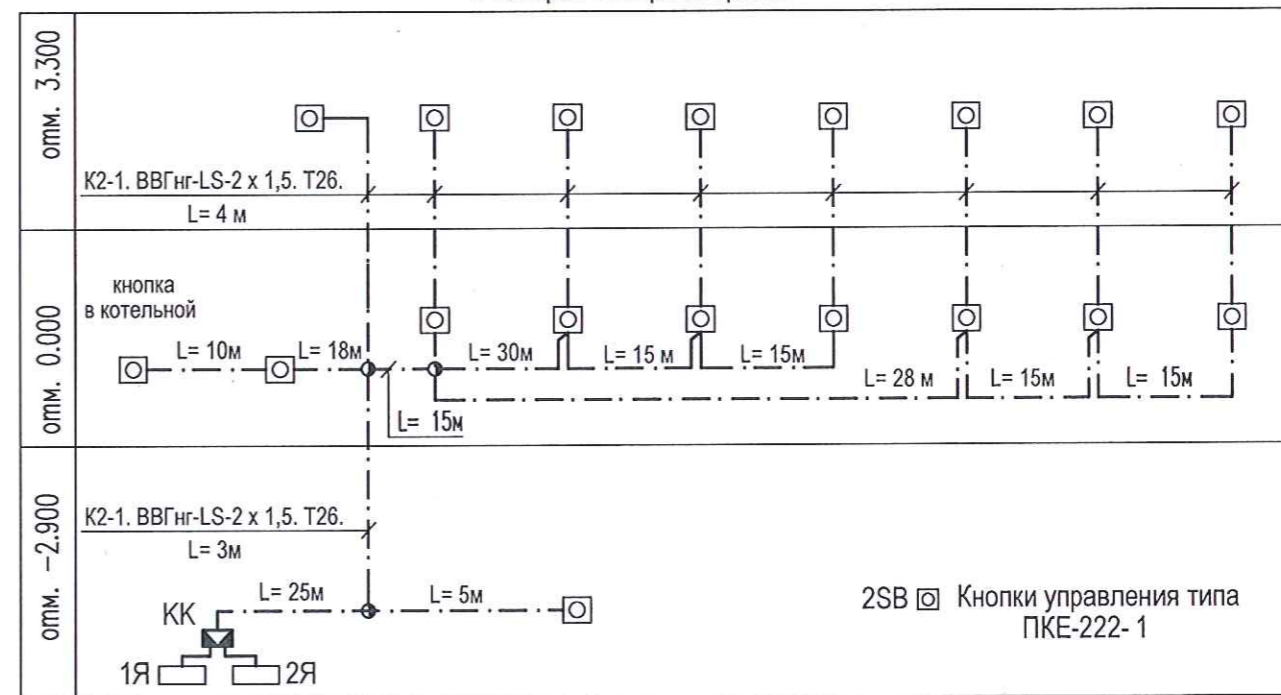 отм. 3.300
К2-1. ВВГнг-LS-2 х 1,5. Т26.
L= 4 м
отм. 0.000
кнопка
в котельной
L= 10м
L= 18м
L= 30м
L= 15 м
L= 15м
L= 28 м
L= 15м
L= 15м
L= 15м
отм. −2.900
К2-1. ВВГнг-LS-2 х 1,5. Т26.
L= 3м
L= 25м
L= 5м
КК
1Я
2Я
2SB Кнопки управления типа
ПКЕ-222- 1